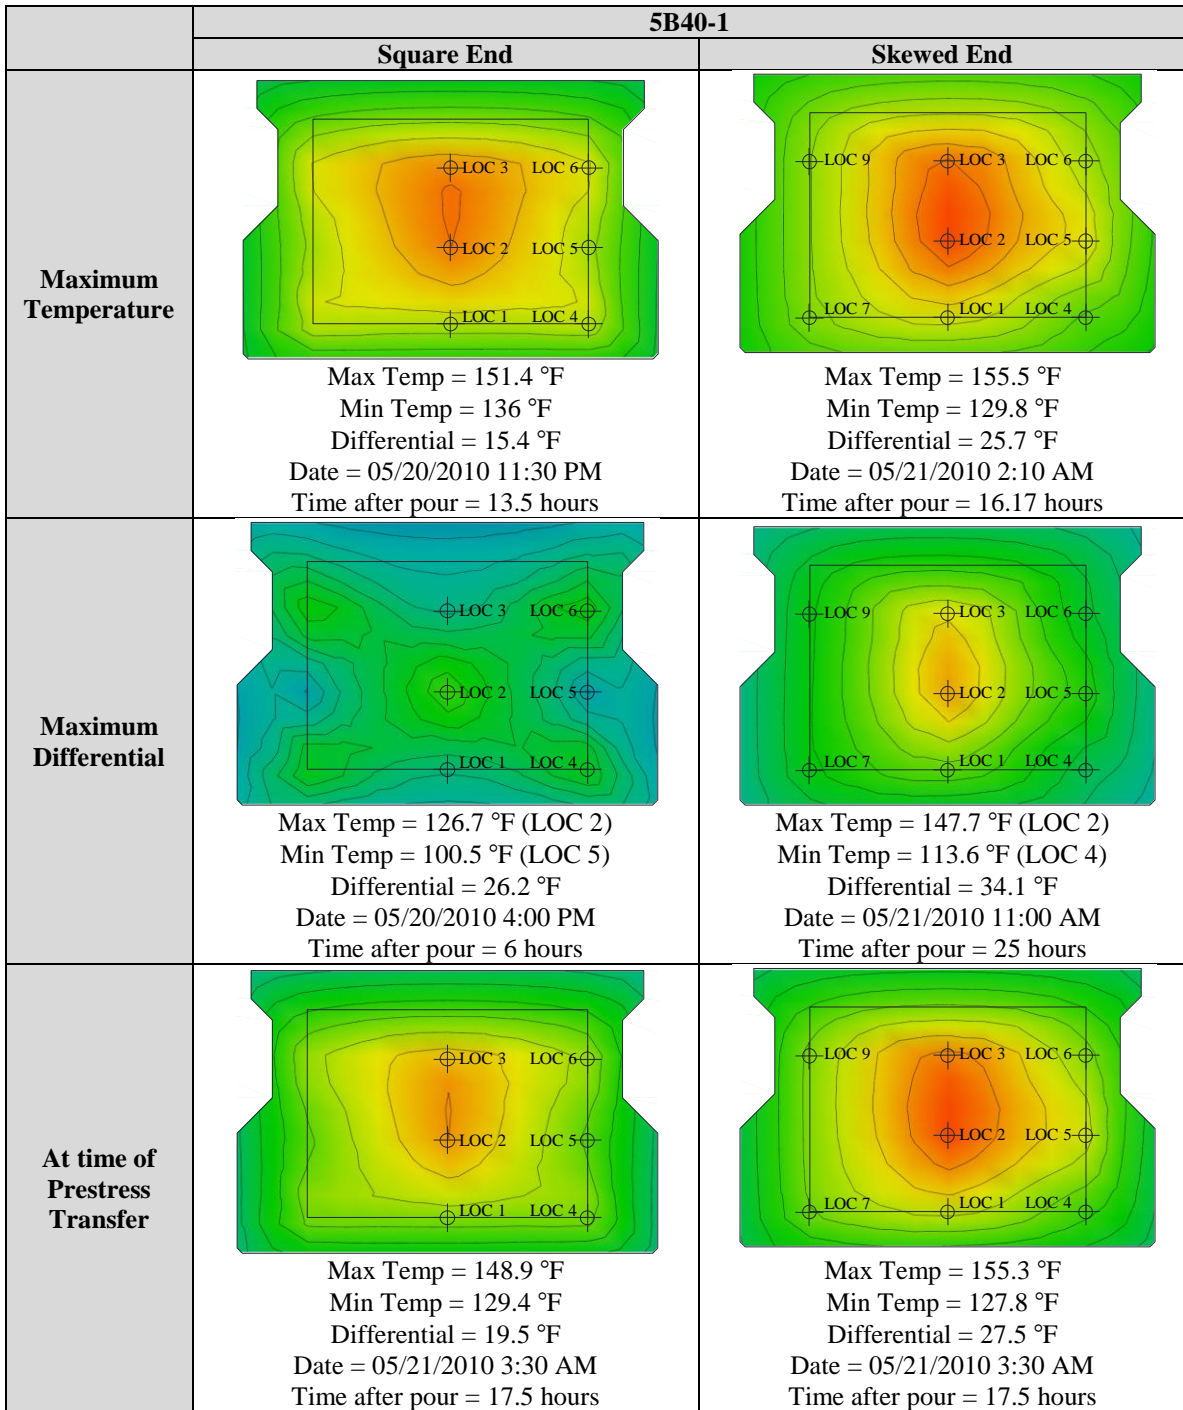 5B40-1
Square End
Skewed End
Maximum
Temperature
LOC 3 LOC 6
LOC 2 LOC 5
LOC 1 LOC 4
Max Temp = 151.4 °F
Min Temp = 136 °F
Differential = 15.4 °F
Date = 05/20/2010 11:30 PM
Time after pour = 13.5 hours
LOC 9 LOC 3 LOC 6
LOC 2 LOC 5
LOC 7 LOC 1 LOC 4
Max Temp = 155.5 °F
Min Temp = 129.8 °F
Differential = 25.7 °F
Date = 05/21/2010 2:10 AM
Time after pour = 16.17 hours
Maximum
Differential
LOC 3 LOC 6
LOC 2 LOC 5
LOC 1 LOC 4
Max Temp = 126.7 °F (LOC 2)
Min Temp = 100.5 °F (LOC 5)
Differential = 26.2 °F
Date = 05/20/2010 4:00 PM
Time after pour = 6 hours
LOC 9 LOC 3 LOC 6
LOC 2 LOC 5
LOC 7 LOC 1 LOC 4
Max Temp = 147.7 °F (LOC 2)
Min Temp = 113.6 °F (LOC 4)
Differential = 34.1 °F
Date = 05/21/2010 11:00 AM
Time after pour = 25 hours
At time of
Prestress
Transfer
LOC 3 LOC 6
LOC 2 LOC 5
LOC 1 LOC 4
Max Temp = 148.9 °F
Min Temp = 129.4 °F
Differential = 19.5 °F
Date = 05/21/2010 3:30 AM
Time after pour = 17.5 hours
LOC 9 LOC 3 LOC 6
LOC 2 LOC 5
LOC 7 LOC 1 LOC 4
Max Temp = 155.3 °F
Min Temp = 127.8 °F
Differential = 27.5 °F
Date = 05/21/2010 3:30 AM
Time after pour = 17.5 hours